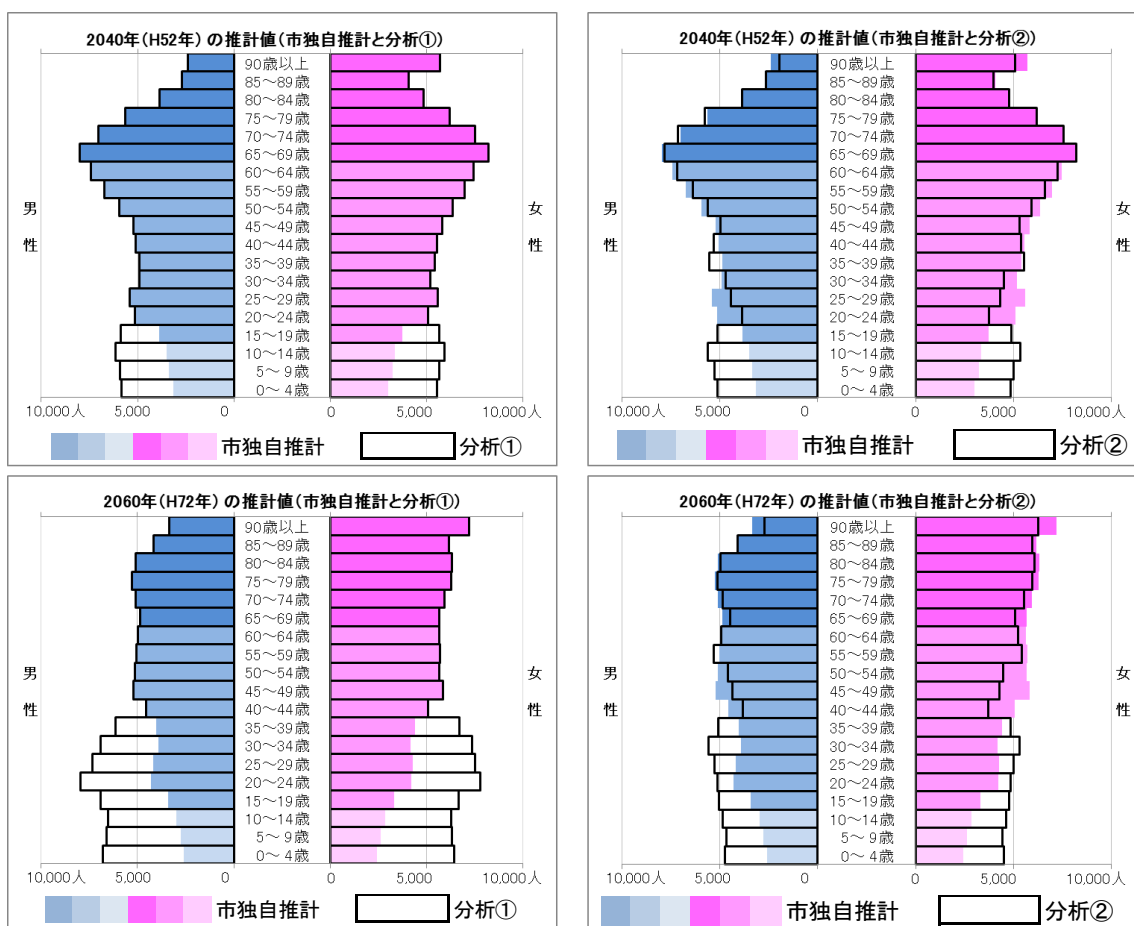 2040年(H52年) の推計値(市独自推計と分析①)
90歳以上
85～89歳
80～84歳
75～79歳
70～74歳
65～69歳
60～64歳
55～59歳
50～54歳
45～49歳
40～44歳
35～39歳
30～34歳
25～29歳
20～24歳
15～19歳
10～14歳
5～9歳
0～4歳
男性
女性
10,000人 5,000 0 0 5,000 10,000人
市独自推計 分析①
2040年(H52年) の推計値(市独自推計と分析②)
90歳以上
85～89歳
80～84歳
75～79歳
70～74歳
65～69歳
60～64歳
55～59歳
50～54歳
45～49歳
40～44歳
35～39歳
30～34歳
25～29歳
20～24歳
15～19歳
10～14歳
5～9歳
0～4歳
男性
女性
10,000人 5,000 0 0 5,000 10,000人
市独自推計 分析②
2060年(H72年) の推計値(市独自推計と分析①)
90歳以上
85～89歳
80～84歳
75～79歳
70～74歳
65～69歳
60～64歳
55～59歳
50～54歳
45～49歳
40～44歳
35～39歳
30～34歳
25～29歳
20～24歳
15～19歳
10～14歳
5～9歳
0～4歳
男性
女性
10,000人 5,000 0 0 5,000 10,000人
市独自推計 分析①
2060年(H72年) の推計値(市独自推計と分析②)
90歳以上
85～89歳
80～84歳
75～79歳
70～74歳
65～69歳
60～64歳
55～59歳
50～54歳
45～49歳
40～44歳
35～39歳
30～34歳
25～29歳
20～24歳
15～19歳
10～14歳
5～9歳
0～4歳
男性
女性
10,000人 5,000 0 0 5,000 10,000人
市独自推計 分析②